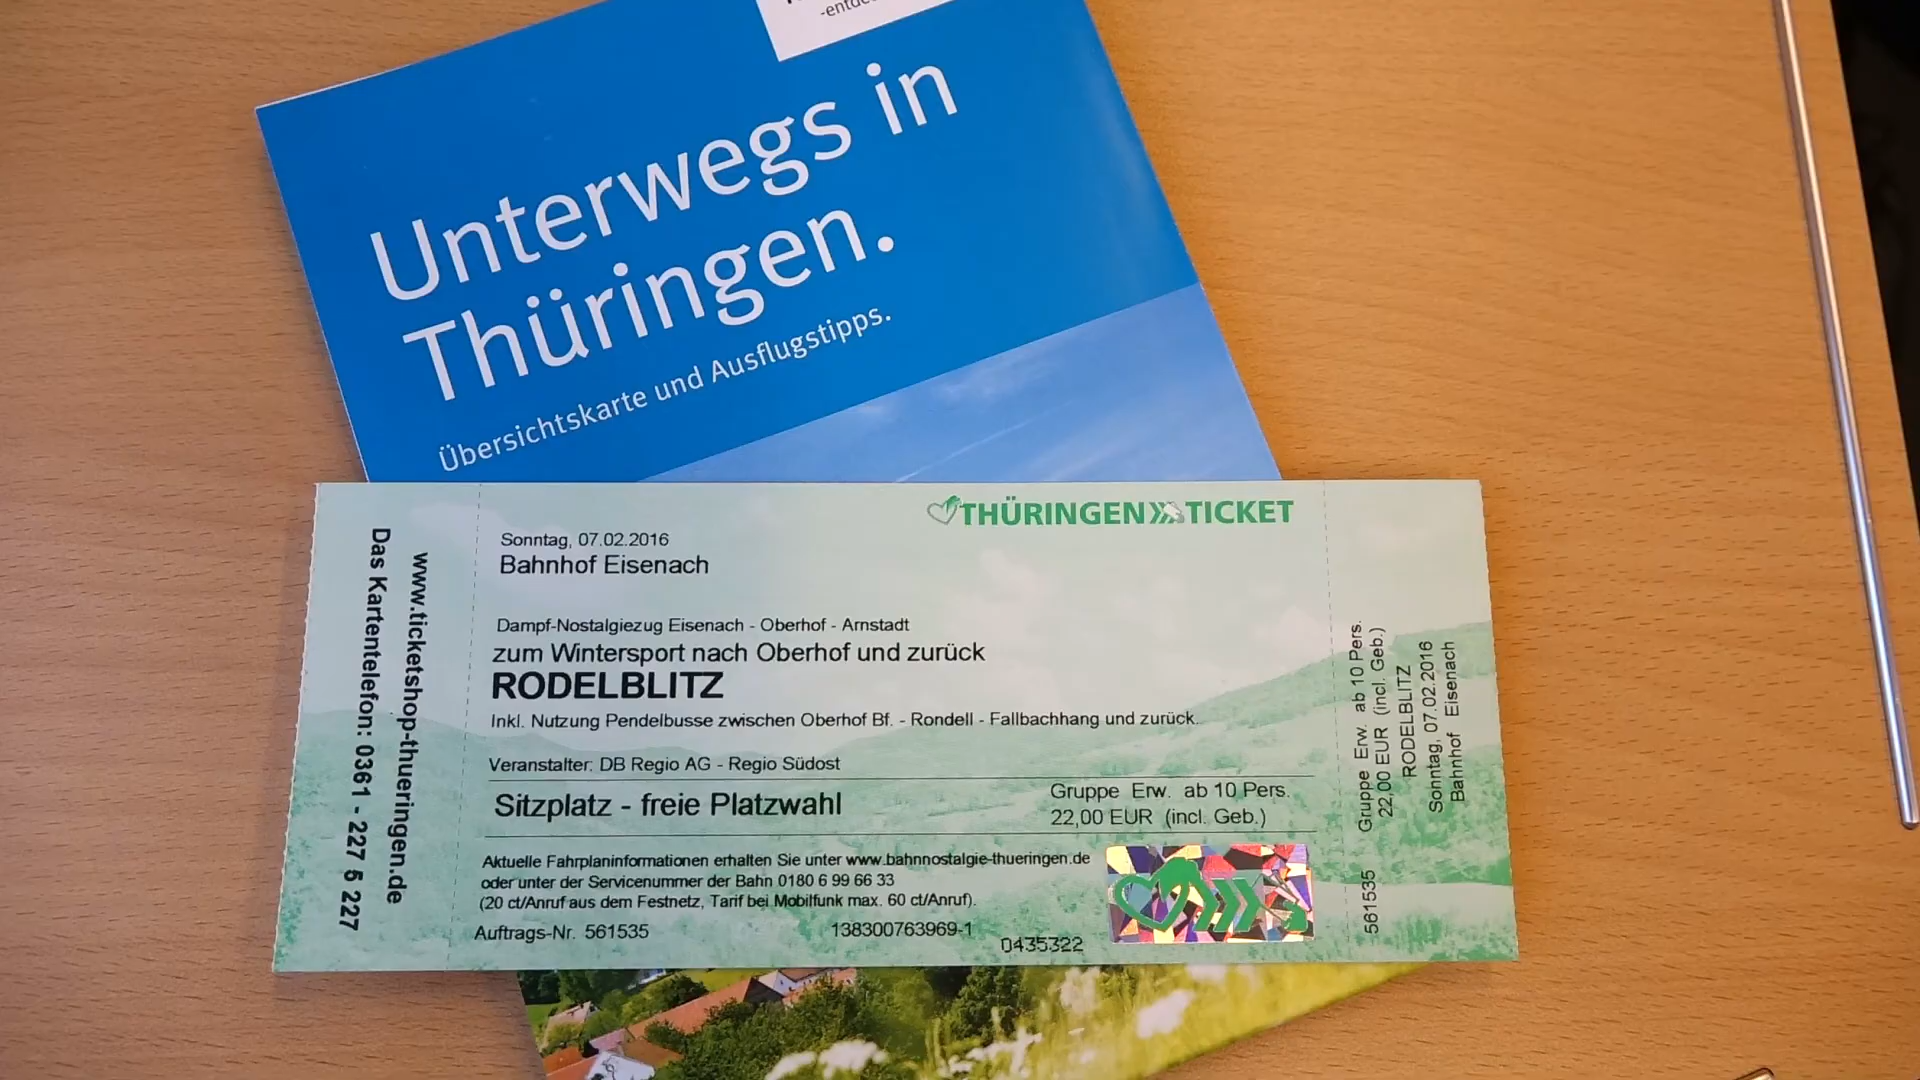 Unterwegs in
Thüringen.
Übersichtskarte und Ausflugstipps.
THÜRINGEN TICKET
Sonntag, 07.02.2016
Bahnhof Eisenach
Dampf-Nostalgiezug Eisenach - Oberhof - Arnstadt
zum Wintersport nach Oberhof und zurück
RODELBLITZ
Inkl. Nutzung Pendelbusse zwischen Oberhof Bf. - Rondell - Fallbachhang und zurück.
Veranstalter: DB Regio AG - Regio Südost
Sitzplatz - freie Platzwahl
Gruppe Erw. ab 10 Pers.
22,00 EUR (incl. Geb.)
Aktuelle Fahrplaninformationen erhalten Sie unter www.bahnnostalgie-thueringen.de
oder unter der Servicenummer der Bahn 0180 6 99 66 33
(20 ct/Anruf aus dem Festnetz, Tarif bei Mobilfunk max. 60 ct/Anruf).
Auftrags-Nr. 561535
138300763969-1
0435322
www.ticketshop-thueringen.de
Das Kartentelefon: 0361 - 227 5 227
561535 Gruppe Erw. ab 10 Pers.
22,00 EUR (incl. Geb.)
RODELBLITZ
Sonntag, 07.02.2016
Bahnhof Eisenach